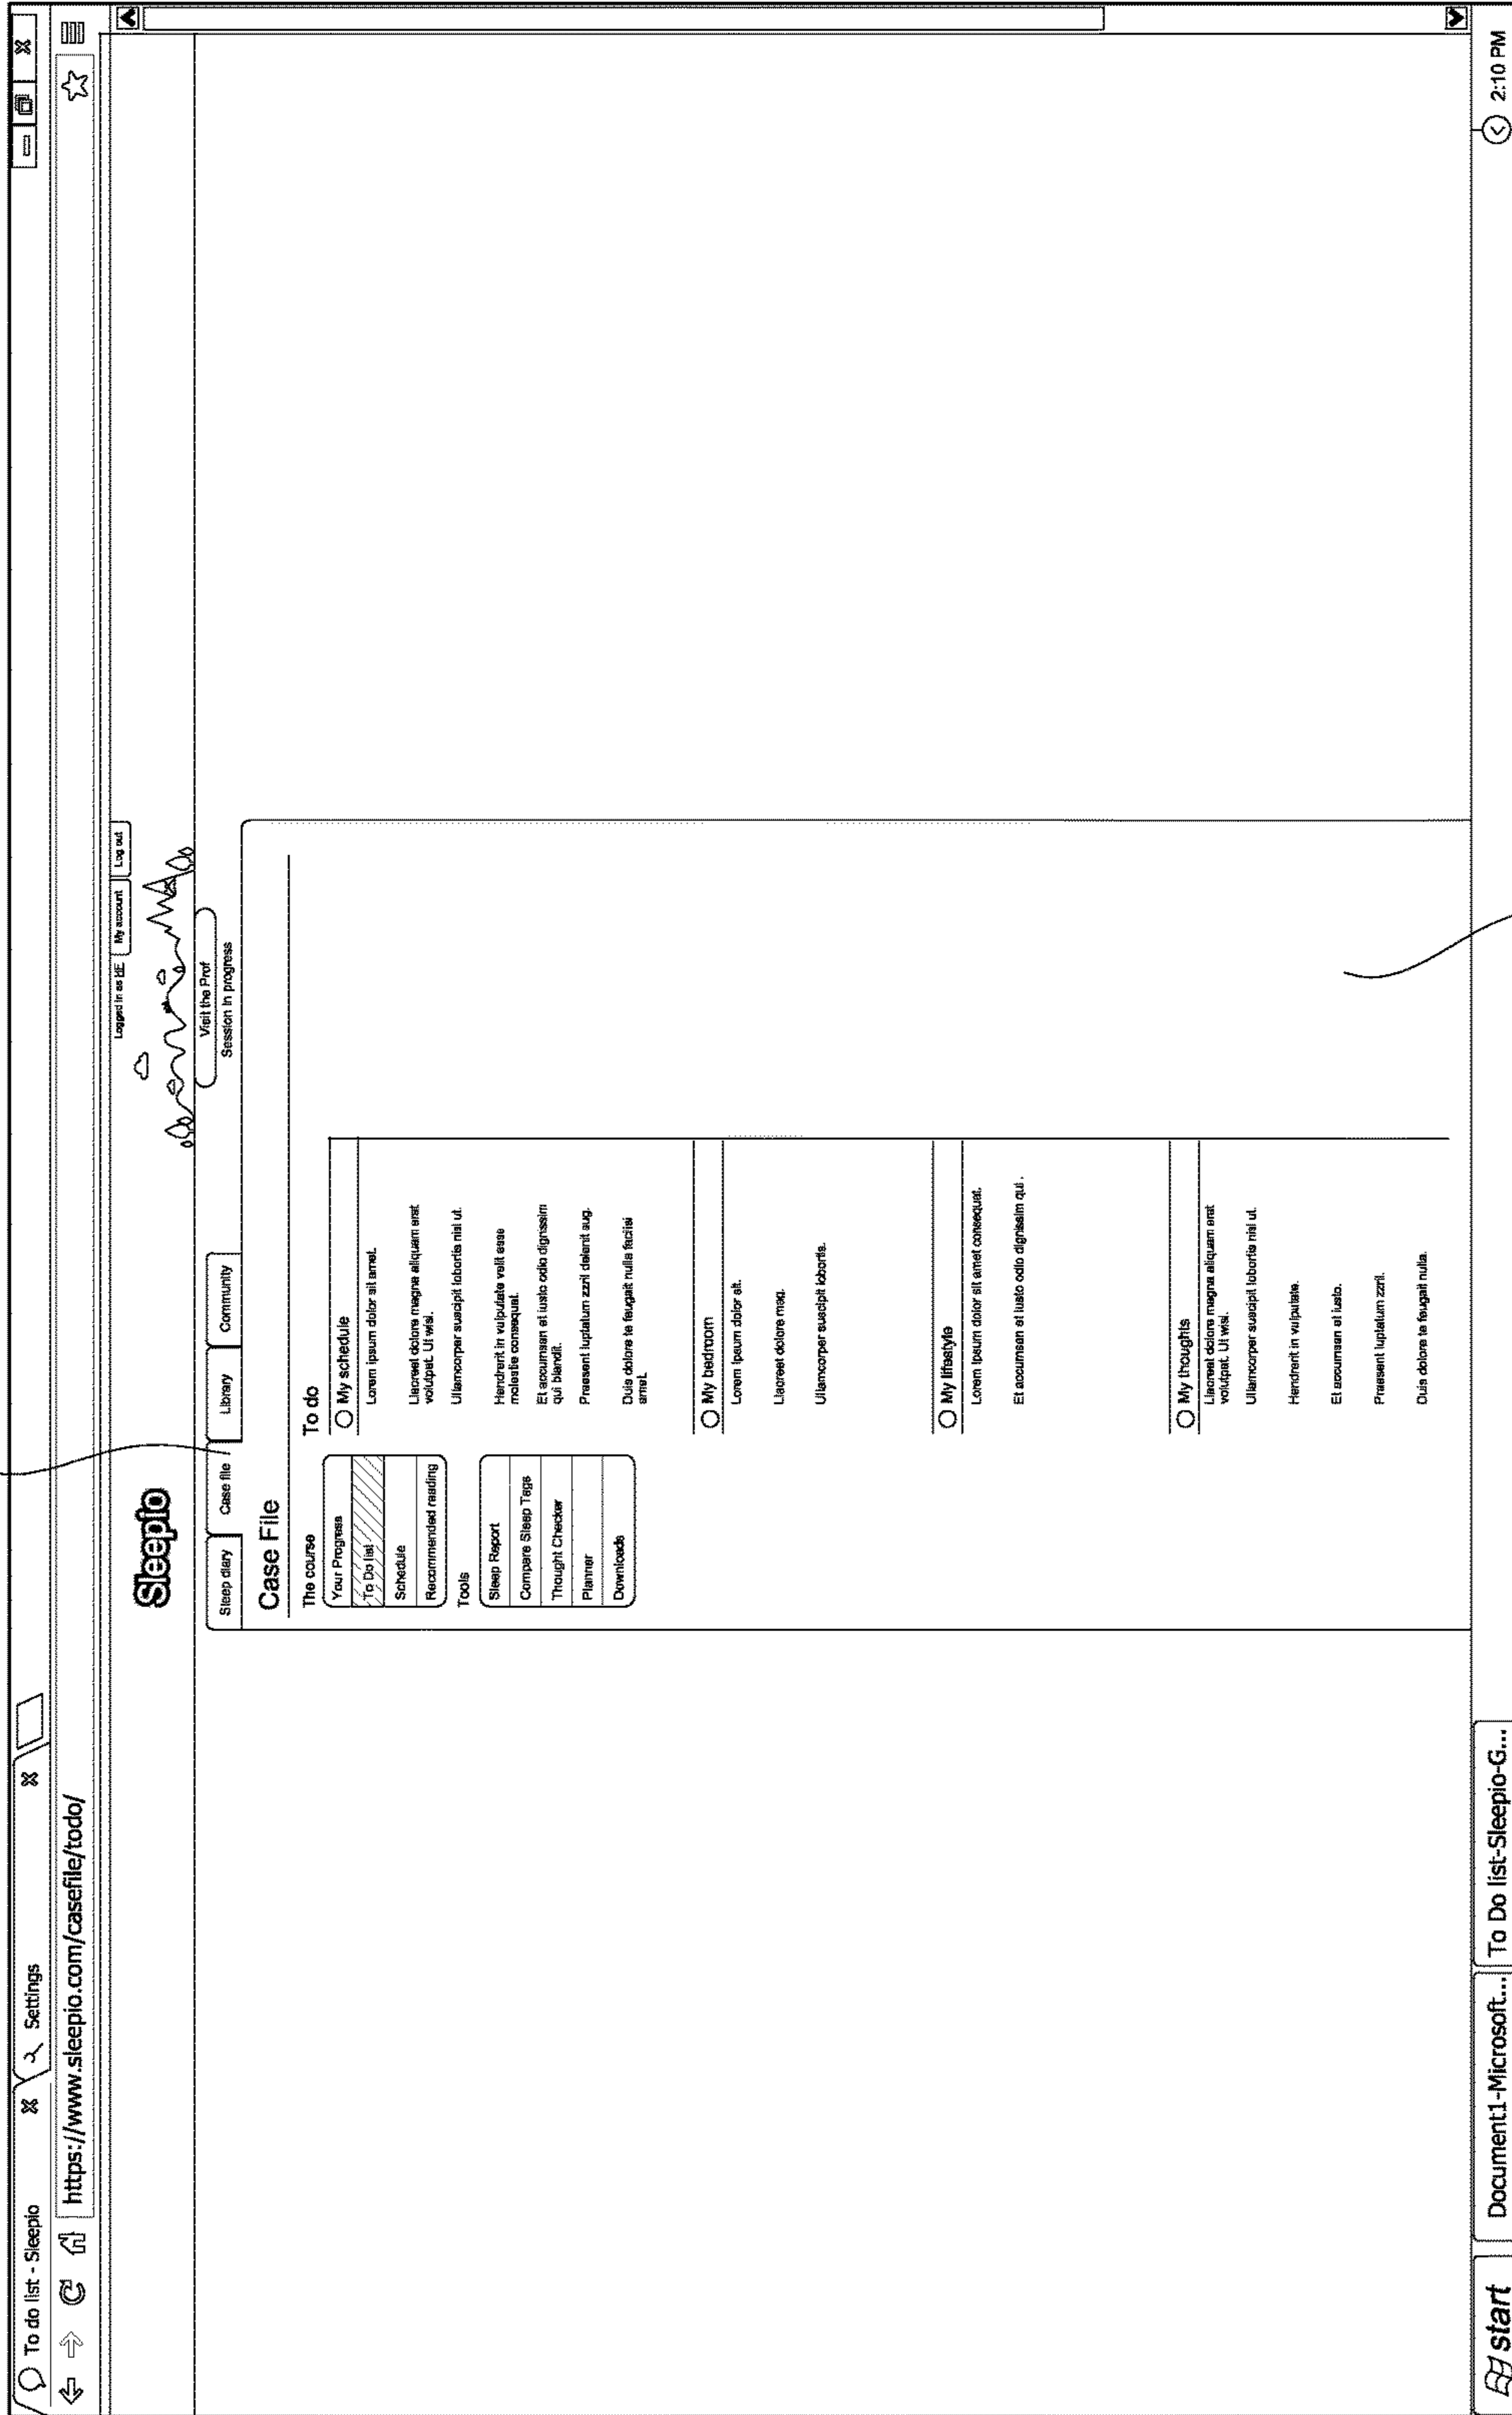 To do list - Sleepio
Settings
https://www.sleepio.com/casefile/todo/
Logged in as ME My account Log out
Sleepio
Visit the Prof
Session in progress
Sleep diary Case file Library Community
Case File
The course
Your Progress
To Do list
Schedule
Recommended reading
Tools
Sleep Report
Compare Sleep Tags
Thought Checker
Planner
Downloads
To do
My schedule
Lorem ipsum dolor sit amet.
Llacreet dolore magna aliquam erat
volutpat. Ut wisi.
Ullamcorper suscipit lobortis nisl ut.
Hendrerit in vulputate velit esse
molestie consequat.
Et accumsan et iusto odio dignissim
qui blandit.
Praesent luptatum zzril delenit aug.
Duis dolore te feugait nulla facilisi
amet.
My bedroom
Lorem ipsum dolor sit.
Llacreet dolore mag.
Ullamcorper suscipit lobortis.
My lifestyle
Lorem ipsum dolor sit amet consequat.
Et accumsan et iusto odio dignissim qui .
My thoughts
Llacreet dolore magna aliquam erat
volutpat. Ut wisi.
Ullamcorper suscipit lobortis nisl ut.
Hendrerit in vulputate.
Et accumsan et iusto.
Praesent luptatum zzril.
Duis dolore te feugait nulla.
start Document1-Microsoft... To Do list-Sleepio-G... 2:10 PM